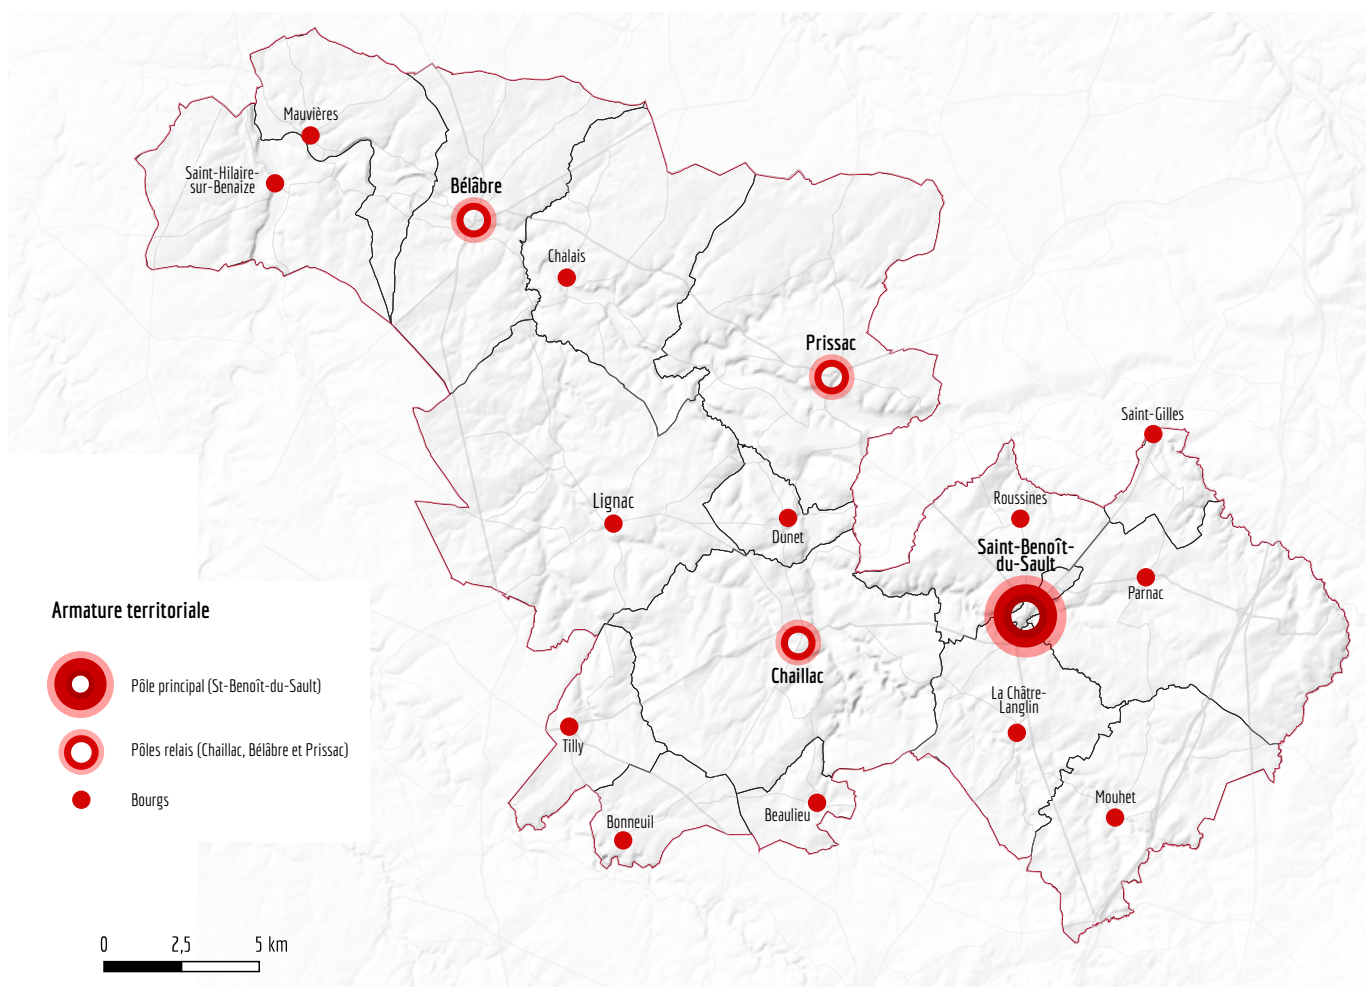 Mauvières
Saint-Hilaire-
sur-Benaize
Bélâbre
Chalais
Prissac
Saint-Gilles
Lignac
Roussines
Dunet
Saint-Benoît-
du-Sault
Parnac
Chaillac
La Châtre-
Langlin
Tilly
Mouhet
Beaulieu
Bonneuil
Armature territoriale
Pôle principal (St-Benoît-du-Sault)
Pôles relais (Chaillac, Bélâbre et Prissac)
Bourgs
0 2,5 5 km